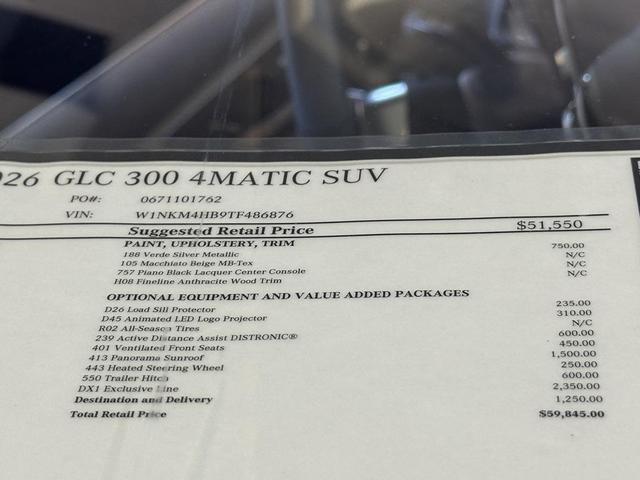 026 GLC 300 4MATIC SUV
PO#: 0671101762
VIN: W1NKM4HB9TF486876
Suggested Retail Price $51,550
PAINT, UPHOLSTERY, TRIM
188 Verde Silver Metallic 750.00
105 Macchiato Beige MB-Tex N/C
757 Piano Black Lacquer Center Console N/C
H08 Fineline Anthracite Wood Trim N/C
OPTIONAL EQUIPMENT AND VALUE ADDED PACKAGES
D26 Load Sill Protector 235.00
D45 Animated LED Logo Projector 310.00
R02 All-Season Tires N/C
239 Active Distance Assist DISTRONIC® 600.00
401 Ventilated Front Seats 450.00
413 Panorama Sunroof 1,500.00
443 Heated Steering Wheel 250.00
550 Trailer Hitch 600.00
DX1 Exclusive Line 2,350.00
Destination and Delivery 1,250.00
Total Retail Price $59,845.00